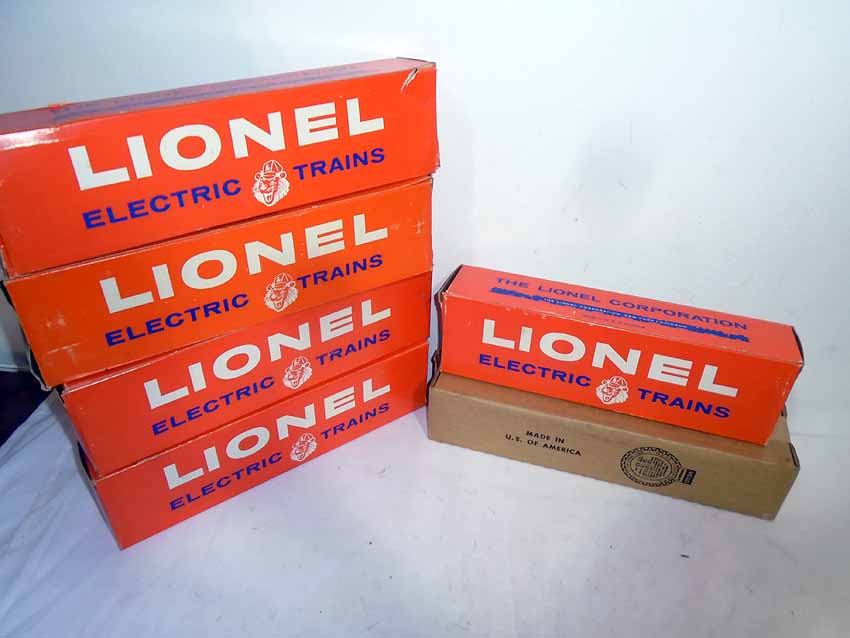 LIONEL
ELECTRIC TRAINS
LIONEL
ELECTRIC TRAINS
LIONEL
ELECTRIC TRAINS
LIONEL
ELECTRIC TRAINS
THE LIONEL CORPORATION
LIONEL
ELECTRIC TRAINS
MADE IN
U.S. OF AMERICA